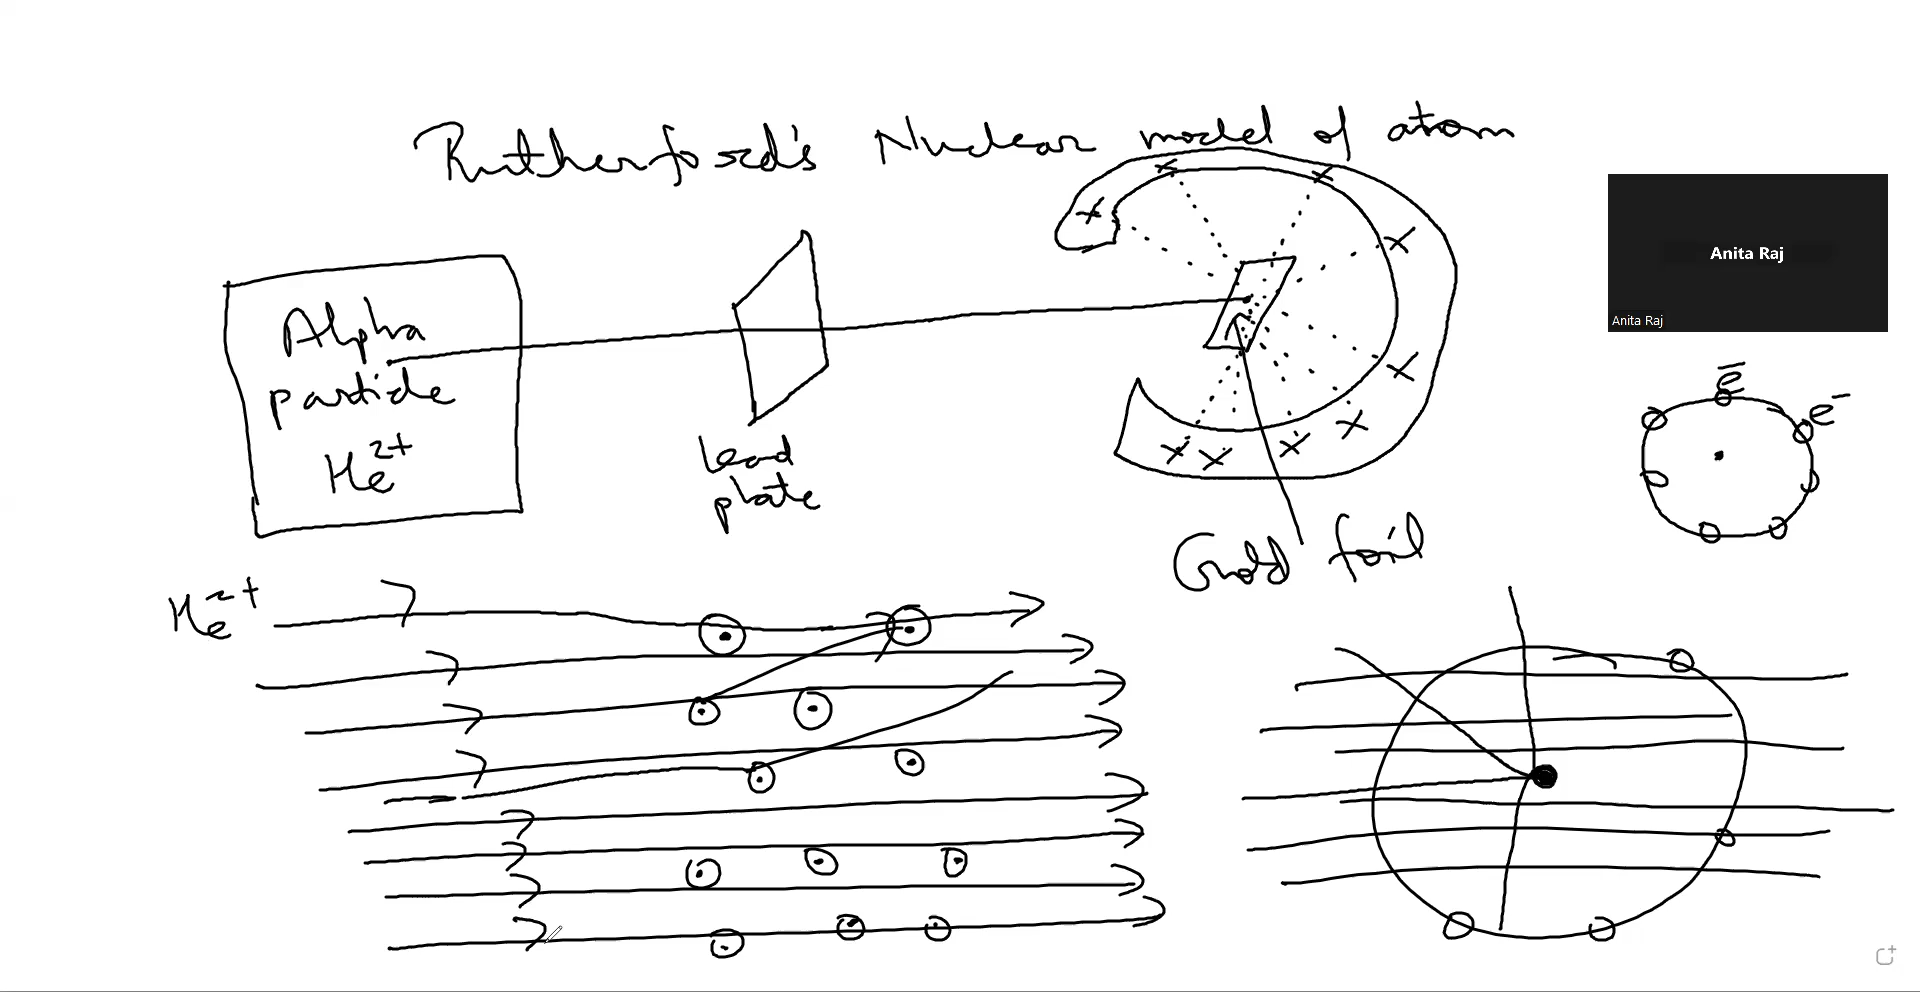 Rutherford's Nuclear model of atom
Alpha
particle
He2+
Lead
plate
Gold foil
Anita Raj
Anita Raj
e-
e-
He2+